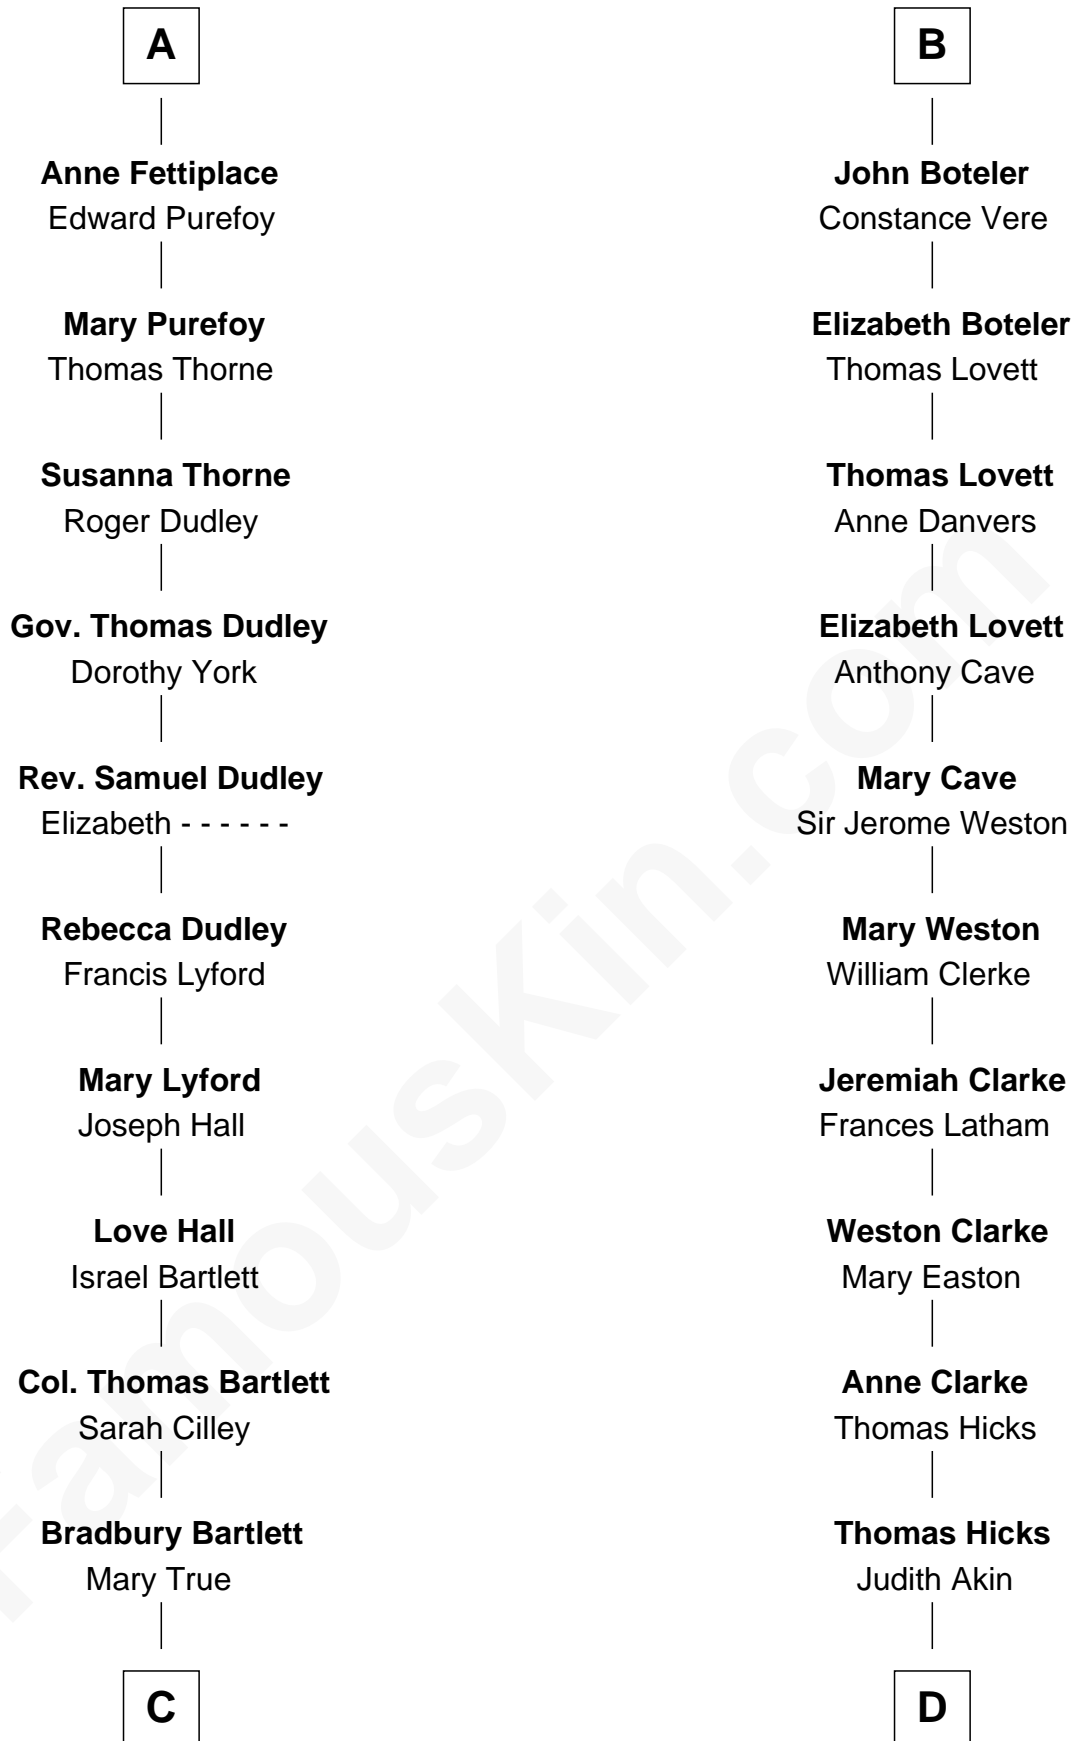 A
Anne Fettiplace
Edward Purefoy
Mary Purefoy
Thomas Thorne
Susanna Thorne
Roger Dudley
Gov. Thomas Dudley
Dorothy York
Rev. Samuel Dudley
Elizabeth - - - - - -
Rebecca Dudley
Francis Lyford
Mary Lyford
Joseph Hall
Love Hall
Israel Bartlett
Col. Thomas Bartlett
Sarah Cilley
Bradbury Bartlett
Mary True
C
B
John Boteler
Constance Vere
Elizabeth Boteler
Thomas Lovett
Thomas Lovett
Anne Danvers
Elizabeth Lovett
Anthony Cave
Mary Cave
Sir Jerome Weston
Mary Weston
William Clerke
Jeremiah Clarke
Frances Latham
Weston Clarke
Mary Easton
Anne Clarke
Thomas Hicks
Thomas Hicks
Judith Akin
D
FamousKin.com